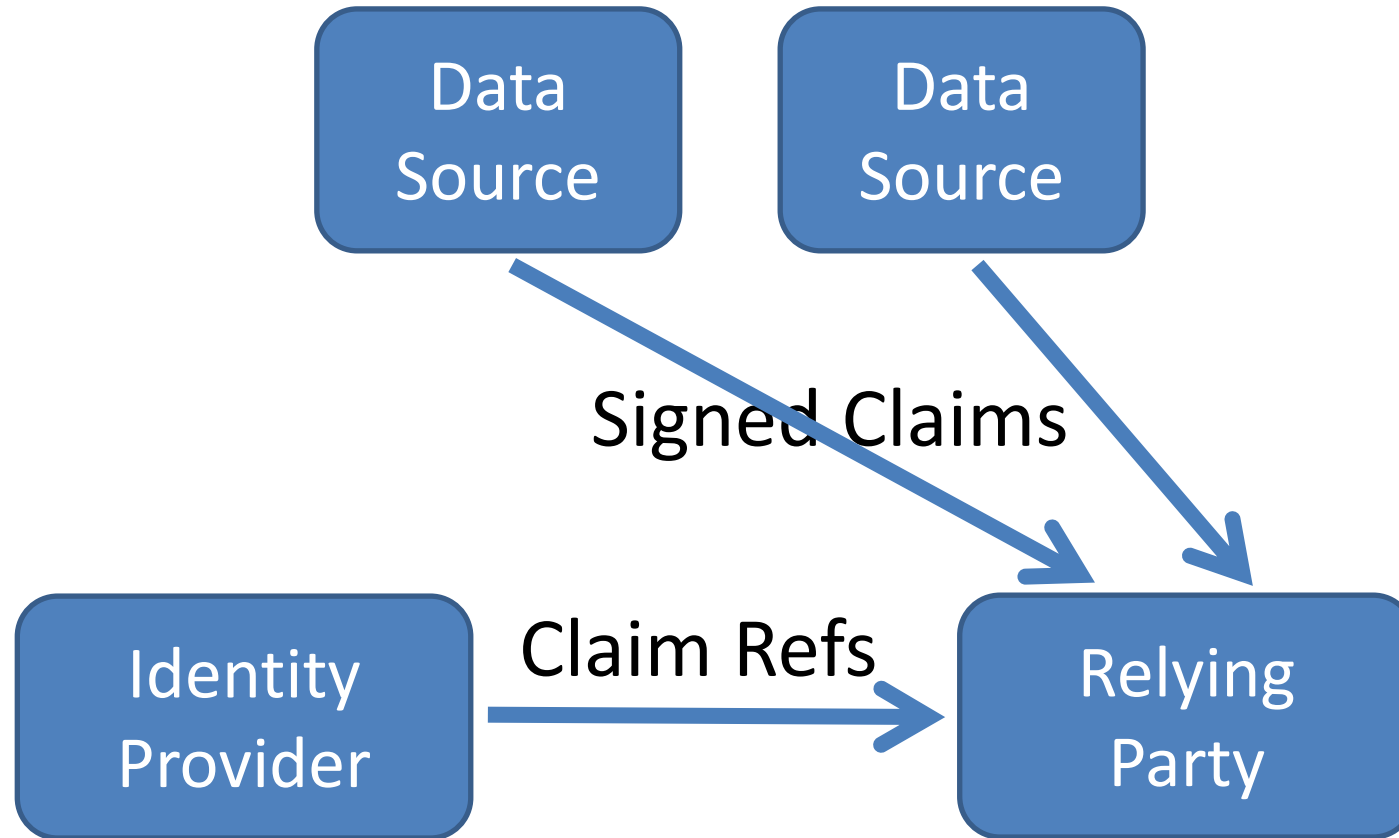 Data
Source
Data
Source
Signed Claims
Claim Refs
Identity
Provider
Relying
Party